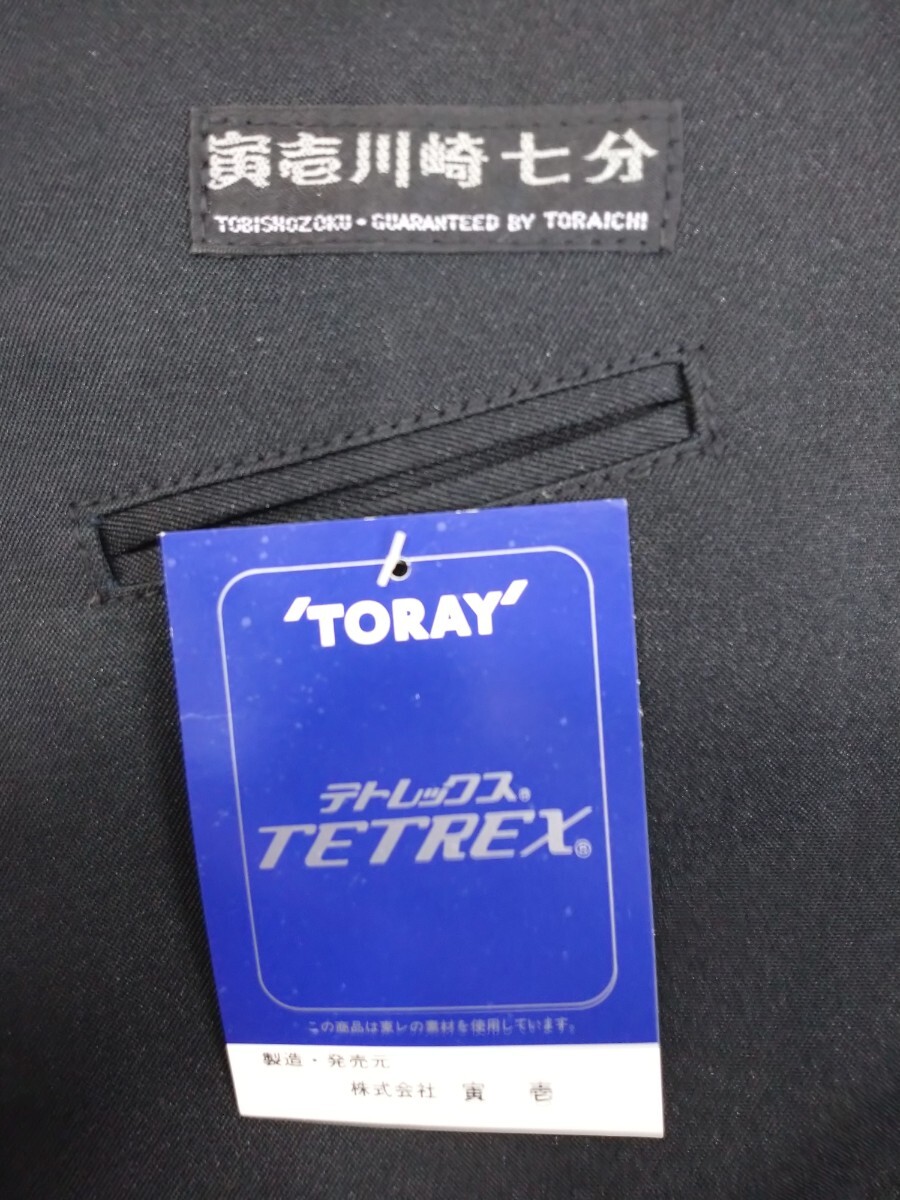 寅壱川崎七分
TOBISHOZOKU・GUARANTEED BY TORAICHI
'TORAY'
テトレックス®
TETREX®
この商品は東レの素材を使用しています。
製造・発売元
株式会社 寅 壱